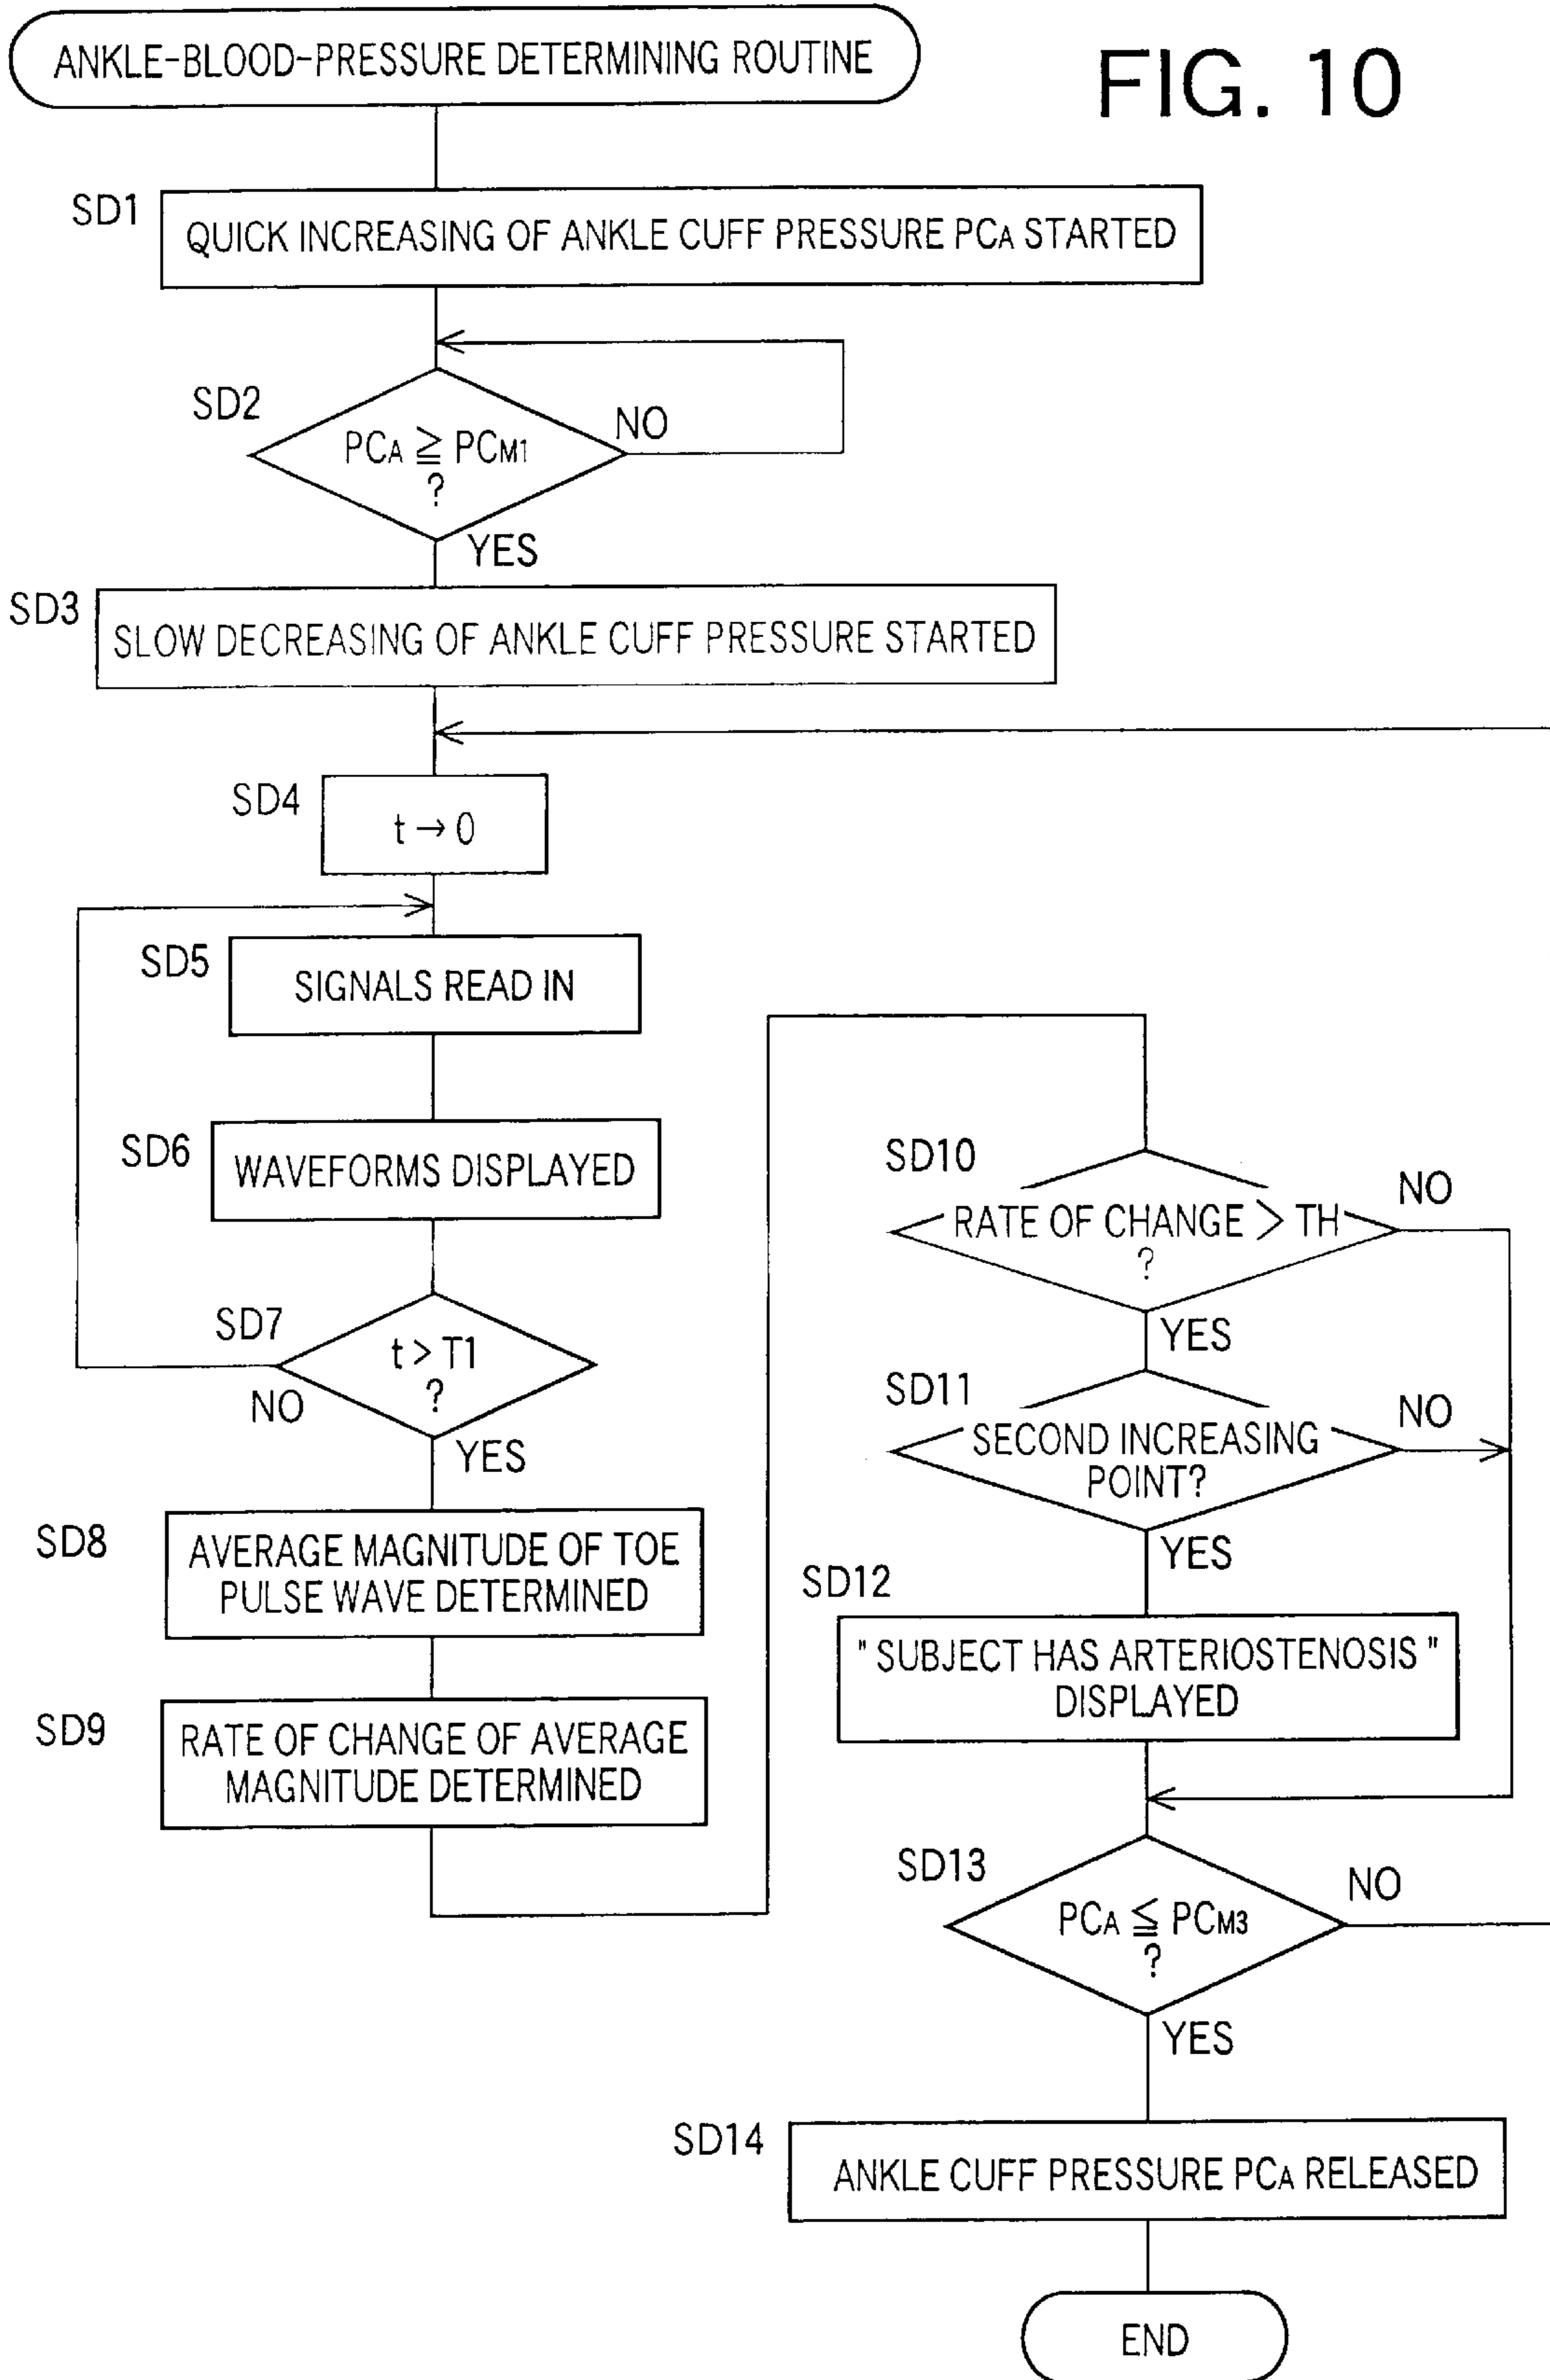 ANKLE-BLOOD-PRESSURE DETERMINING ROUTINE
FIG. 10
SD1
QUICK INCREASING OF ANKLE CUFF PRESSURE PCA STARTED
SD2
PCA ≧ PCM1
?
NO
YES
SD3
SLOW DECREASING OF ANKLE CUFF PRESSURE STARTED
SD4
t → 0
SD5
SIGNALS READ IN
SD6
WAVEFORMS DISPLAYED
SD7
t > T1
?
NO
YES
SD8
AVERAGE MAGNITUDE OF TOE
PULSE WAVE DETERMINED
SD9
RATE OF CHANGE OF AVERAGE
MAGNITUDE DETERMINED
SD10
RATE OF CHANGE > TH
?
NO
YES
SD11
SECOND INCREASING
POINT?
NO
YES
SD12
" SUBJECT HAS ARTERIOSTENOSIS "
DISPLAYED
SD13
PCA ≦ PCM3
?
NO
YES
SD14
ANKLE CUFF PRESSURE PCA RELEASED
END